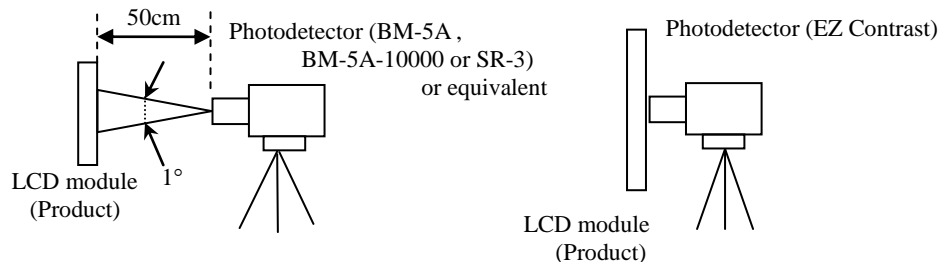 50cm
Photodetector (BM-5A ,
BM-5A-10000 or SR-3)
or equivalent
1°
LCD module
(Product)
Photodetector (EZ Contrast)
LCD module
(Product)